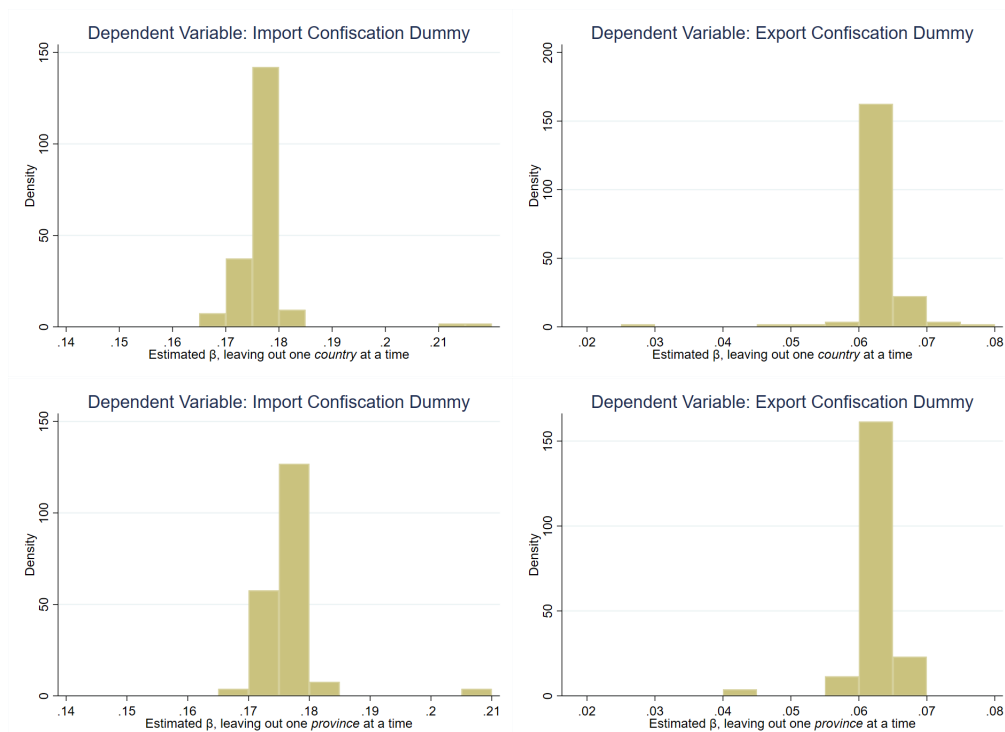 Dependent Variable: Import Confiscation Dummy
150
100
50
0
Density
.14 .15 .16 .17 .18 .19 .2 .21
Estimated β, leaving out one country at a time
Dependent Variable: Export Confiscation Dummy
200
150
100
50
0
Density
.02 .03 .04 .05 .06 .07 .08
Estimated β, leaving out one country at a time
Dependent Variable: Import Confiscation Dummy
150
100
50
0
Density
.14 .15 .16 .17 .18 .19 .2 .21
Estimated β, leaving out one province at a time
Dependent Variable: Export Confiscation Dummy
150
100
50
0
Density
.02 .03 .04 .05 .06 .07 .08
Estimated β, leaving out one province at a time